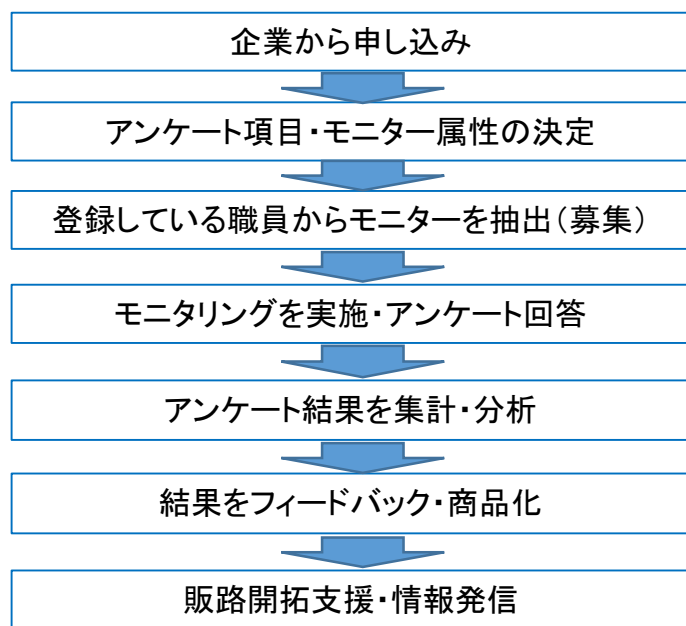 企業から申し込み
アンケート項目・モニター属性の決定
登録している職員からモニターを抽出（募集）
モニタリングを実施・アンケート回答
アンケート結果を集計・分析
結果をフィードバック・商品化
販路開拓支援・情報発信